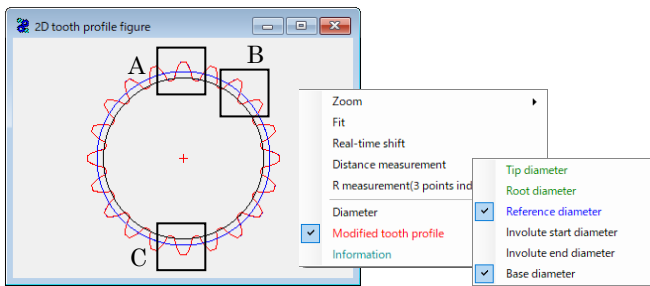 2D tooth profile figure
A
B
C
Zoom
Fit
Real-time shift
Distance measurement
R measurement(3 points ind
Diameter
Modified tooth profile
Information
Tip diameter
Root diameter
Reference diameter
Involute start diameter
Involute end diameter
Base diameter